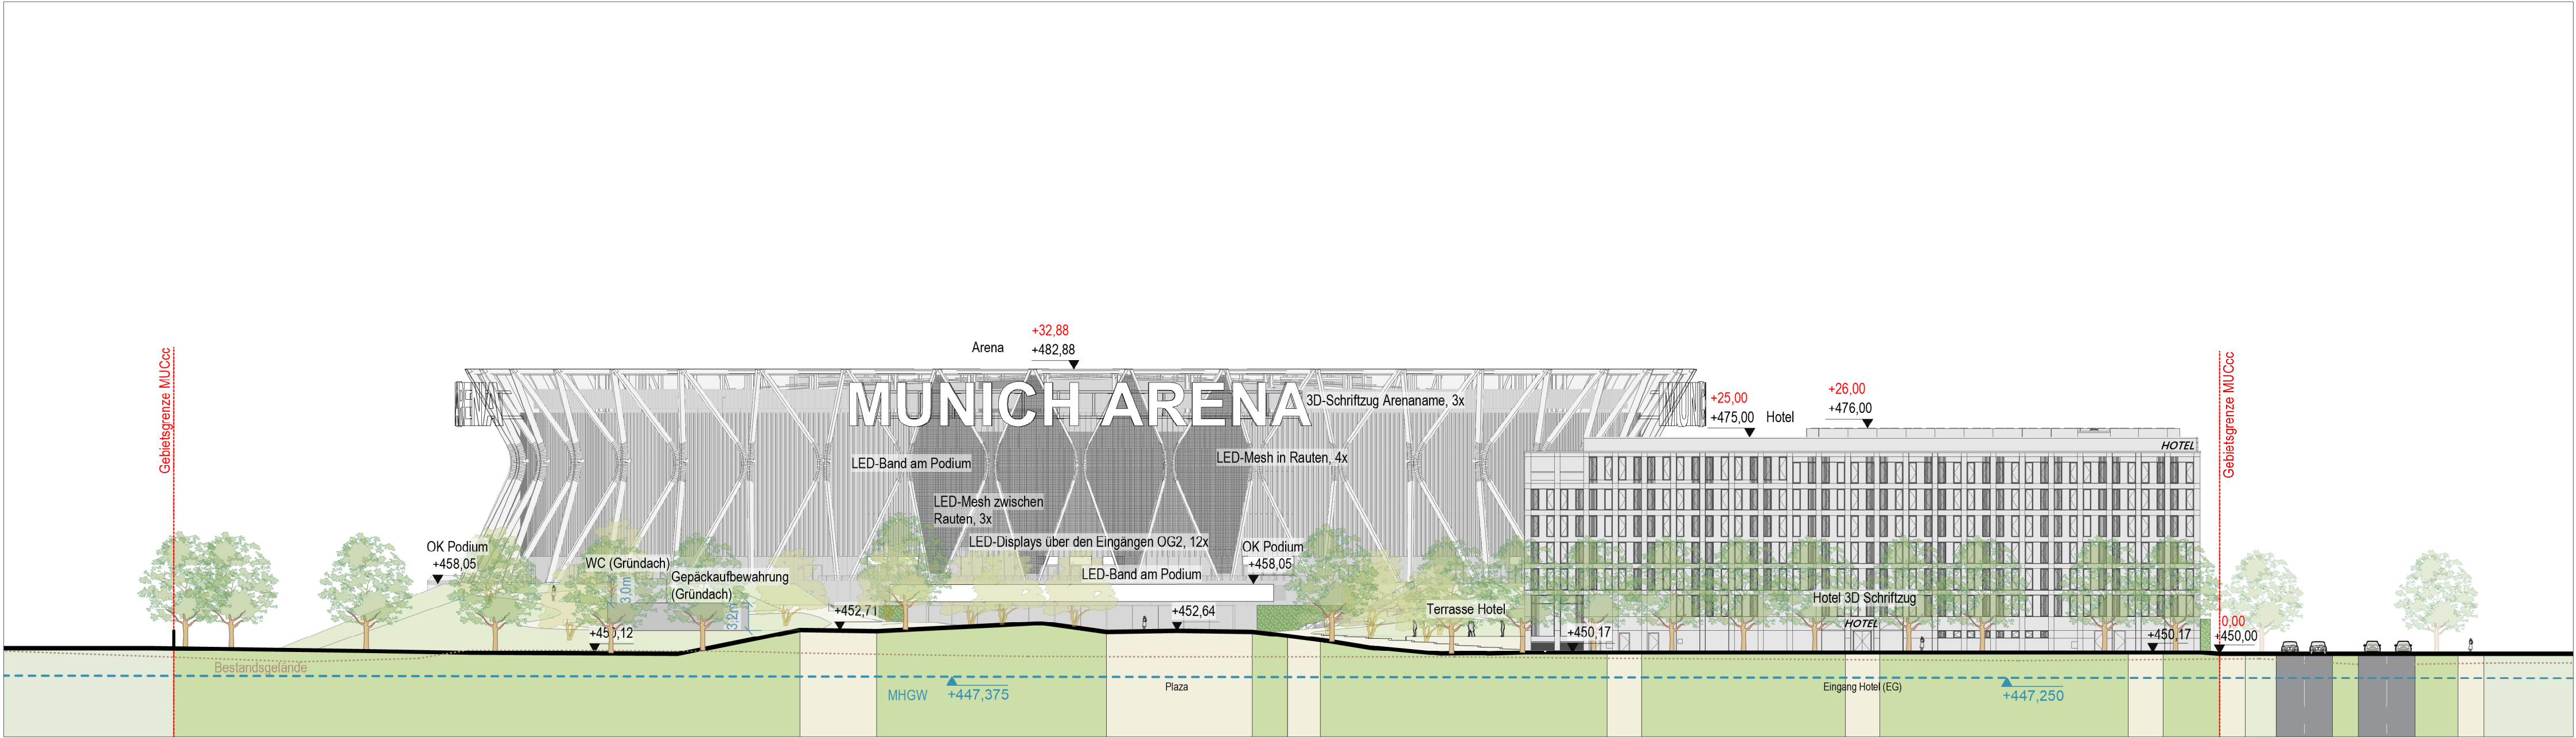 +32,88
Arena
+482,88
Gebietsgrenze MUCcc
Gebietsgrenze MUCcc
MUNICH ARENA
3D-Schriftzug Arenaname, 3x
+25,00
+475,00
Hotel
+26,00
+476,00
HOTEL
LED-Band am Podium
LED-Mesh in Rauten, 4x
LED-Mesh zwischen
Rauten, 3x
LED-Displays über den Eingängen OG2, 12x
OK Podium
+458,05
OK Podium
+458,05
WC (Gründach)
3,0m
Gepäckaufbewahrung
(Gründach)
3,2m
LED-Band am Podium
Hotel 3D Schriftzug
Terrasse Hotel
+452,71
+452,64
HOTEL
+450,12
+450,17
+450,17
0,00
+450,00
Bestandsgelände
MHGW
+447,375
Plaza
Eingang Hotel (EG)
+447,250